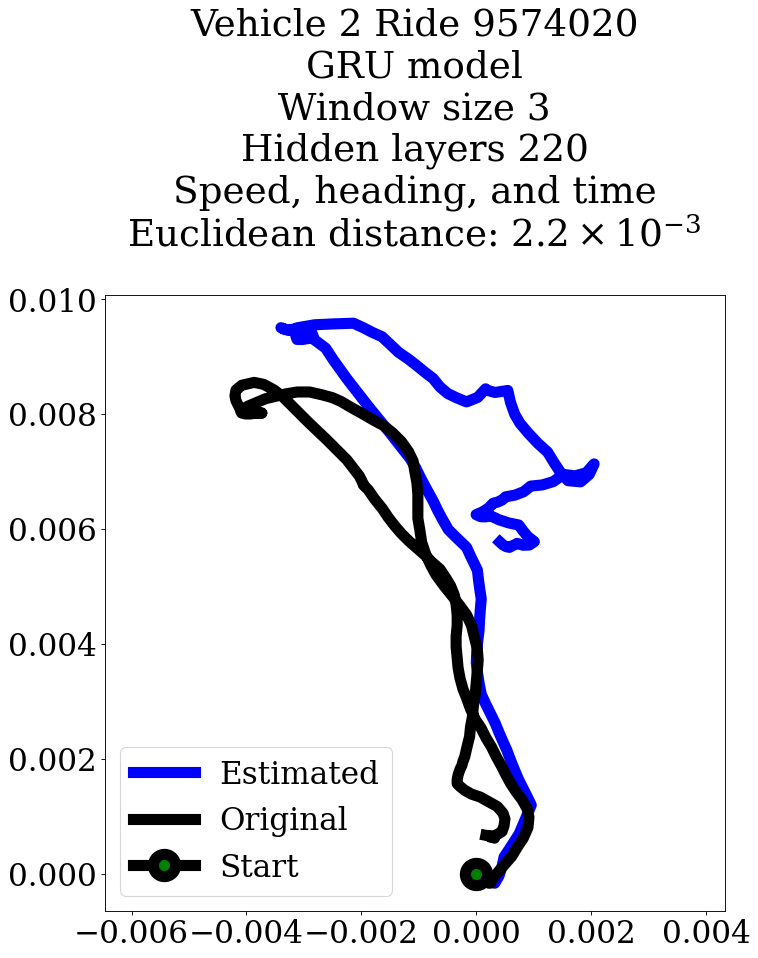 Vehicle 2 Ride 9574020
GRU model
Window size 3
Hidden layers 220
Speed, heading, and time
Euclidean distance: 2.2 × 10⁻³
0.010
0.008
0.006
0.004
0.002
0.000
Estimated
Original
Start
−0.006 −0.004 −0.002 0.000 0.002 0.004